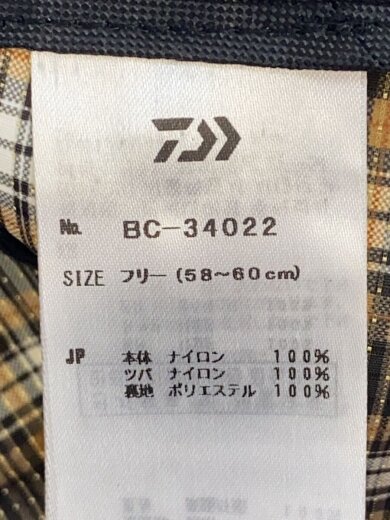 No. BC-34022
SIZE フリー(58~60cm)
JP 本体 ナイロン 100%
ツバ ナイロン 100%
裏地 ポリエステル 100%